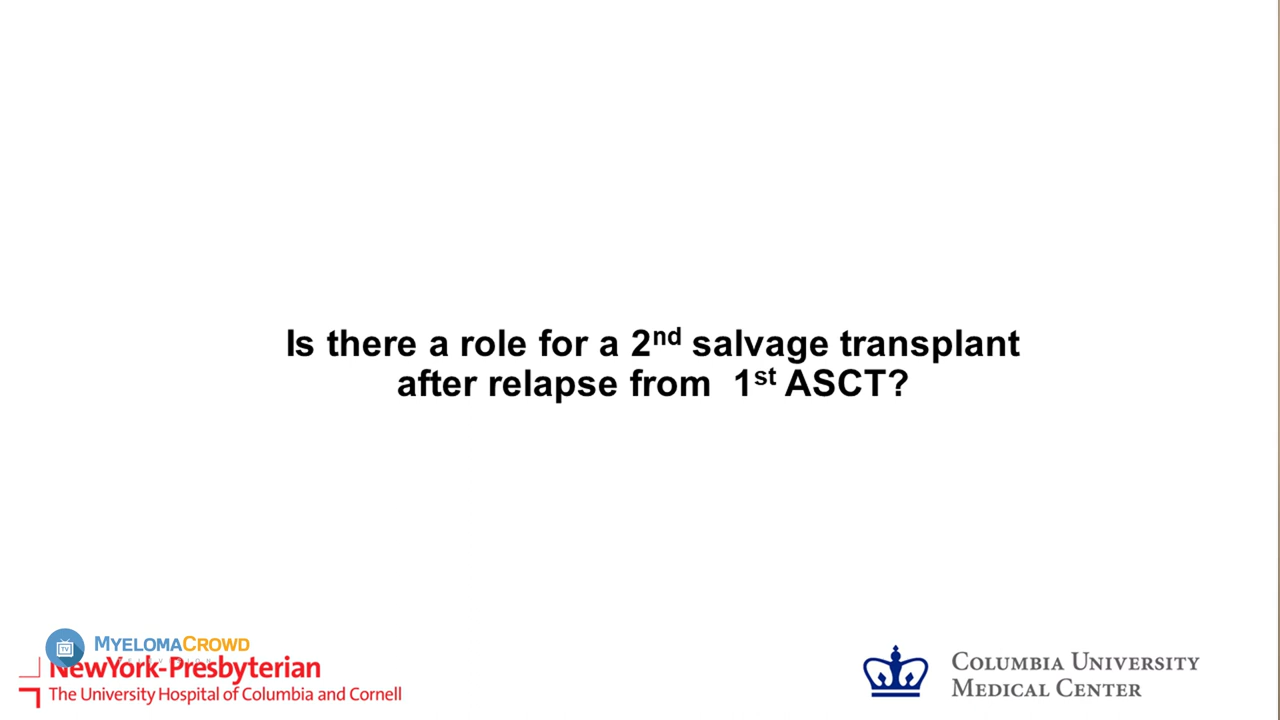 Is there a role for a 2nd salvage transplant
after relapse from 1st ASCT?
MYELOMACROWD
TV
NewYork-Presbyterian
The University Hospital of Columbia and Cornell
COLUMBIA UNIVERSITY
MEDICAL CENTER